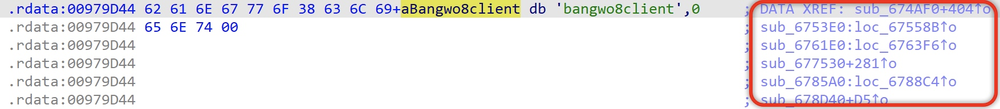 .rdata:00979D44 62 61 6E 67 77 6F 38 63 6C 69+aBangwo8client db 'bangwo8client',0 ; DATA XREF: sub_674AF0+404↑o
.rdata:00979D44 65 6E 74 00 ; sub_6753E0:loc_67558B↑o
.rdata:00979D44 ; sub_6761E0:loc_6763F6↑o
.rdata:00979D44 ; sub_677530+281↑o
.rdata:00979D44 ; sub_6785A0:loc_6788C4↑o
.rdata:00979D44 ; sub_678D40+D5↑o